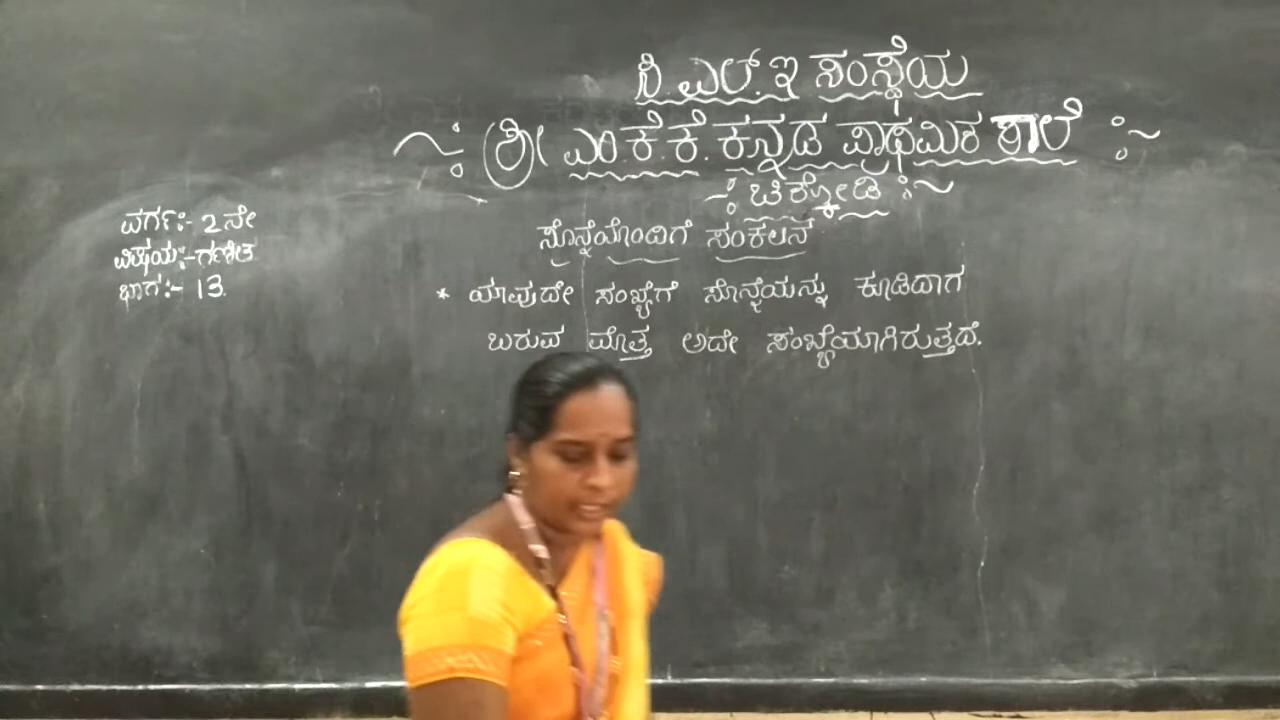 ಸಿ.ಎಲ್.ಇ ಸಂಸ್ಥೆಯ
ಶ್ರೀ ಎಂ.ಕೆ.ಕೆ. ಕನ್ನಡ ಪ್ರಾಥಮಿಕ ಶಾಲೆ
ಚಿಕ್ಕೋಡಿ
ವರ್ಗ:- 2ನೇ
ವಿಷಯ:- ಗಣಿತ
ಭಾಗ:- 13.
ಸೊನ್ನೆಯೊಂದಿಗೆ ಸಂಕಲನ
* ಯಾವುದೇ ಸಂಖ್ಯೆಗೆ ಸೊನ್ನೆಯನ್ನು ಕೂಡಿದಾಗ
ಬರುವ ಮೊತ್ತ ಅದೇ ಸಂಖ್ಯೆಯಾಗಿರುತ್ತದೆ.